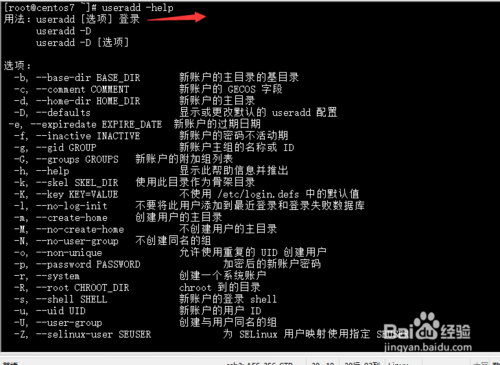 [root@centos7 ~]# useradd -help
用法：useradd [选项] 登录
useradd -D
useradd -D [选项]
选项：
-b, --base-dir BASE_DIR 新账户的主目录的基目录
-c, --comment COMMENT 新账户的 GECOS 字段
-d, --home-dir HOME_DIR 新账户的主目录
-D, --defaults 显示或更改默认的 useradd 配置
-e, --expiredate EXPIRE_DATE 新账户的过期日期
-f, --inactive INACTIVE 新账户的密码不活动期
-g, --gid GROUP 新账户主组的名称或 ID
-G, --groups GROUPS 新账户的附加组列表
-h, --help 显示此帮助信息并推出
-k, --skel SKEL_DIR 使用此目录作为骨架目录
-K, --key KEY=VALUE 不使用 /etc/login.defs 中的默认值
-l, --no-log-init 不要将此用户添加到最近登录和登录失败数据库
-m, --create-home 创建用户的主目录
-M, --no-create-home 不创建用户的主目录
-N, --no-user-group 不创建同名的组
-o, --non-unique 允许使用重复的 UID 创建用户
-p, --password PASSWORD 加密后的新账户密码
-r, --system 创建一个系统账户
-R, --root CHROOT_DIR chroot 到的目录
-s, --shell SHELL 新账户的登录 shell
-u, --uid UID 新账户的用户 ID
-U, --user-group 创建与用户同名的组
-Z, --selinux-user SEUSER 为 SELinux 用户映射使用指定 SEUSER
Baidu 经验
jingyan.baidu.com